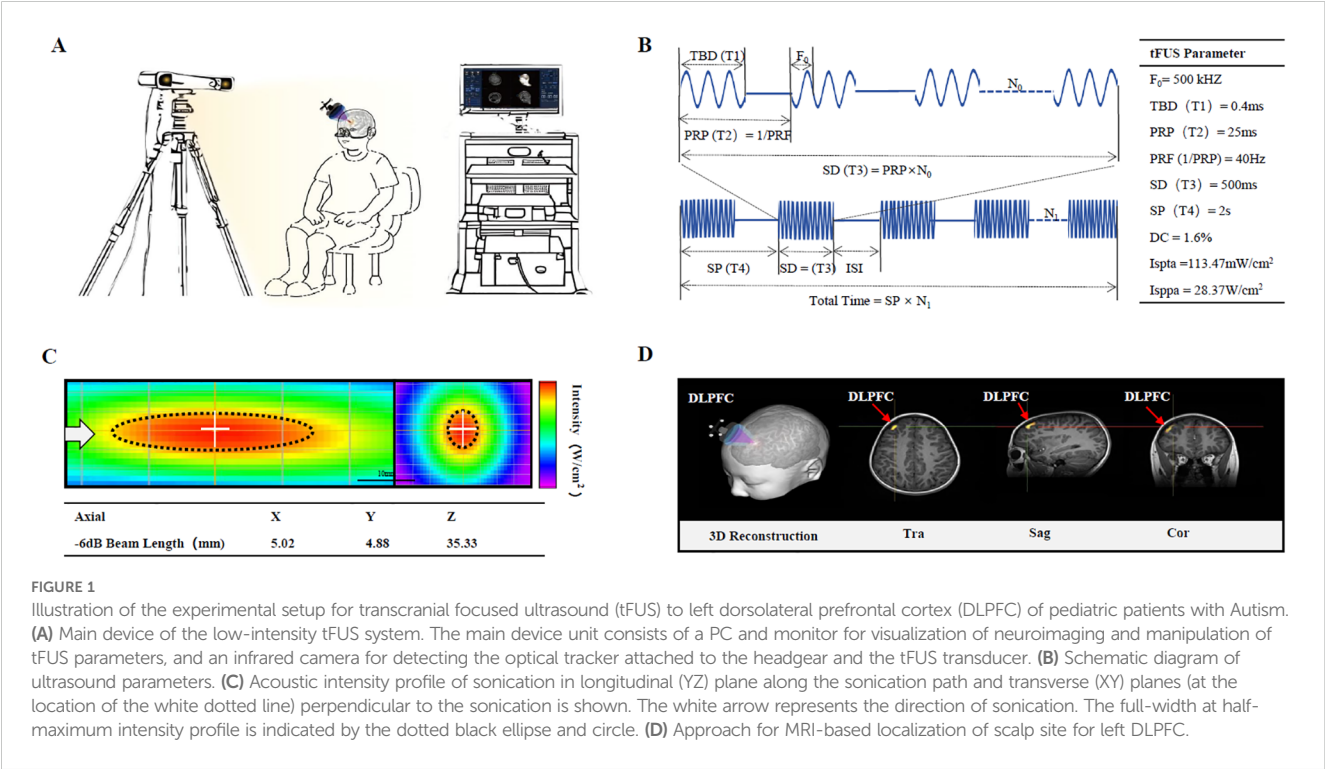 A
B
TBD (T1)
F₀
N₀
PRP (T2) = 1/PRF
SD (T3) = PRP×N₀
N₁
SP (T4)
SD = (T3)
ISI
Total Time = SP × N₁
tFUS Parameter
F₀= 500 kHZ
TBD（T1）= 0.4ms
PRP（T2）= 25ms
PRF (1/PRP) = 40Hz
SD（T3）= 500ms
SP（T4）= 2s
DC = 1.6%
Ispta =113.47mW/cm²
Isppa = 28.37W/cm²
C
10mm
Intensity（W/cm²）
Axial X Y Z
-6dB Beam Length（mm) 5.02 4.88 35.33
D
DLPFC DLPFC DLPFC DLPFC
3D Reconstruction Tra Sag Cor
FIGURE 1
Illustration of the experimental setup for transcranial focused ultrasound (tFUS) to left dorsolateral prefrontal cortex (DLPFC) of pediatric patients with Autism.
(A) Main device of the low-intensity tFUS system. The main device unit consists of a PC and monitor for visualization of neuroimaging and manipulation of
tFUS parameters, and an infrared camera for detecting the optical tracker attached to the headgear and the tFUS transducer. (B) Schematic diagram of
ultrasound parameters. (C) Acoustic intensity profile of sonication in longitudinal (YZ) plane along the sonication path and transverse (XY) planes (at the
location of the white dotted line) perpendicular to the sonication is shown. The white arrow represents the direction of sonication. The full-width at half-
maximum intensity profile is indicated by the dotted black ellipse and circle. (D) Approach for MRI-based localization of scalp site for left DLPFC.